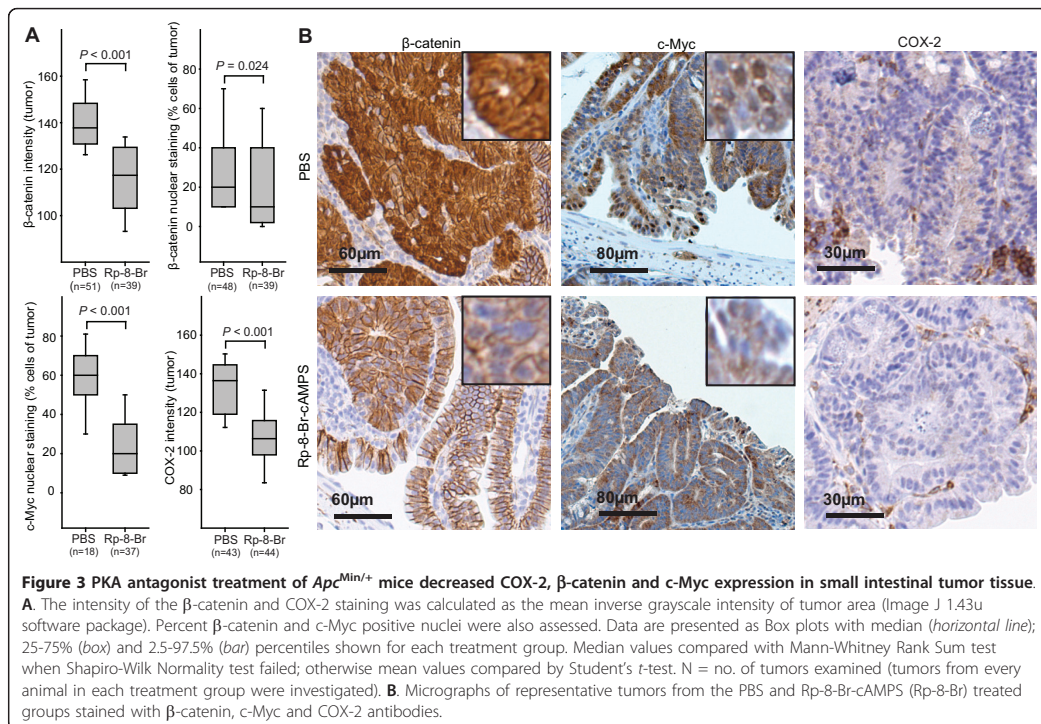 A
P < 0.001
β-catenin intensity (tumor)
160
140
120
100
PBS
(n=51)
Rp-8-Br
(n=39)
P = 0.024
β-catenin nuclear staining (% cells of tumor)
80
60
40
20
0
PBS
(n=48)
Rp-8-Br
(n=39)
P < 0.001
c-Myc nuclear staining (% cells of tumor)
80
60
40
20
0
PBS
(n=18)
Rp-8-Br
(n=37)
P < 0.001
COX-2 intensity (tumor)
160
140
120
100
80
PBS
(n=43)
Rp-8-Br
(n=44)
B
β-catenin
c-Myc
COX-2
PBS
60µm
80µm
30µm
Rp-8-Br-cAMPS
60µm
80µm
30µm
Figure 3 PKA antagonist treatment of ApcMin/+ mice decreased COX-2, β-catenin and c-Myc expression in small intestinal tumor tissue.
A. The intensity of the β-catenin and COX-2 staining was calculated as the mean inverse grayscale intensity of tumor area (Image J 1.43u
software package). Percent β-catenin and c-Myc positive nuclei were also assessed. Data are presented as Box plots with median (horizontal line);
25-75% (box) and 2.5-97.5% (bar) percentiles shown for each treatment group. Median values compared with Mann-Whitney Rank Sum test
when Shapiro-Wilk Normality test failed; otherwise mean values compared by Student's t-test. N = no. of tumors examined (tumors from every
animal in each treatment group were investigated). B. Micrographs of representative tumors from the PBS and Rp-8-Br-cAMPS (Rp-8-Br) treated
groups stained with β-catenin, c-Myc and COX-2 antibodies.